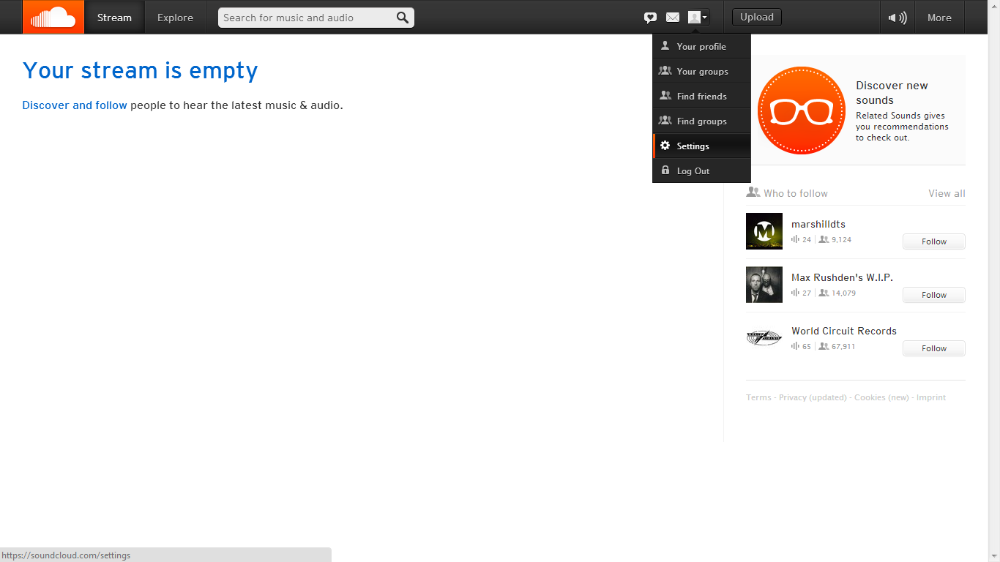 Stream
Explore
Search for music and audio
Upload
More
Your profile
Your groups
Find friends
Find groups
Settings
Log Out
Your stream is empty
Discover and follow people to hear the latest music & audio.
Discover new
sounds
Related Sounds gives
you recommendations
to check out.
Who to follow
View all
marshilldts
24
9,124
Follow
Max Rushden's W.I.P.
27
14,079
Follow
World Circuit Records
65
67,911
Follow
Terms - Privacy (updated) - Cookies (new) - Imprint
https://soundcloud.com/settings